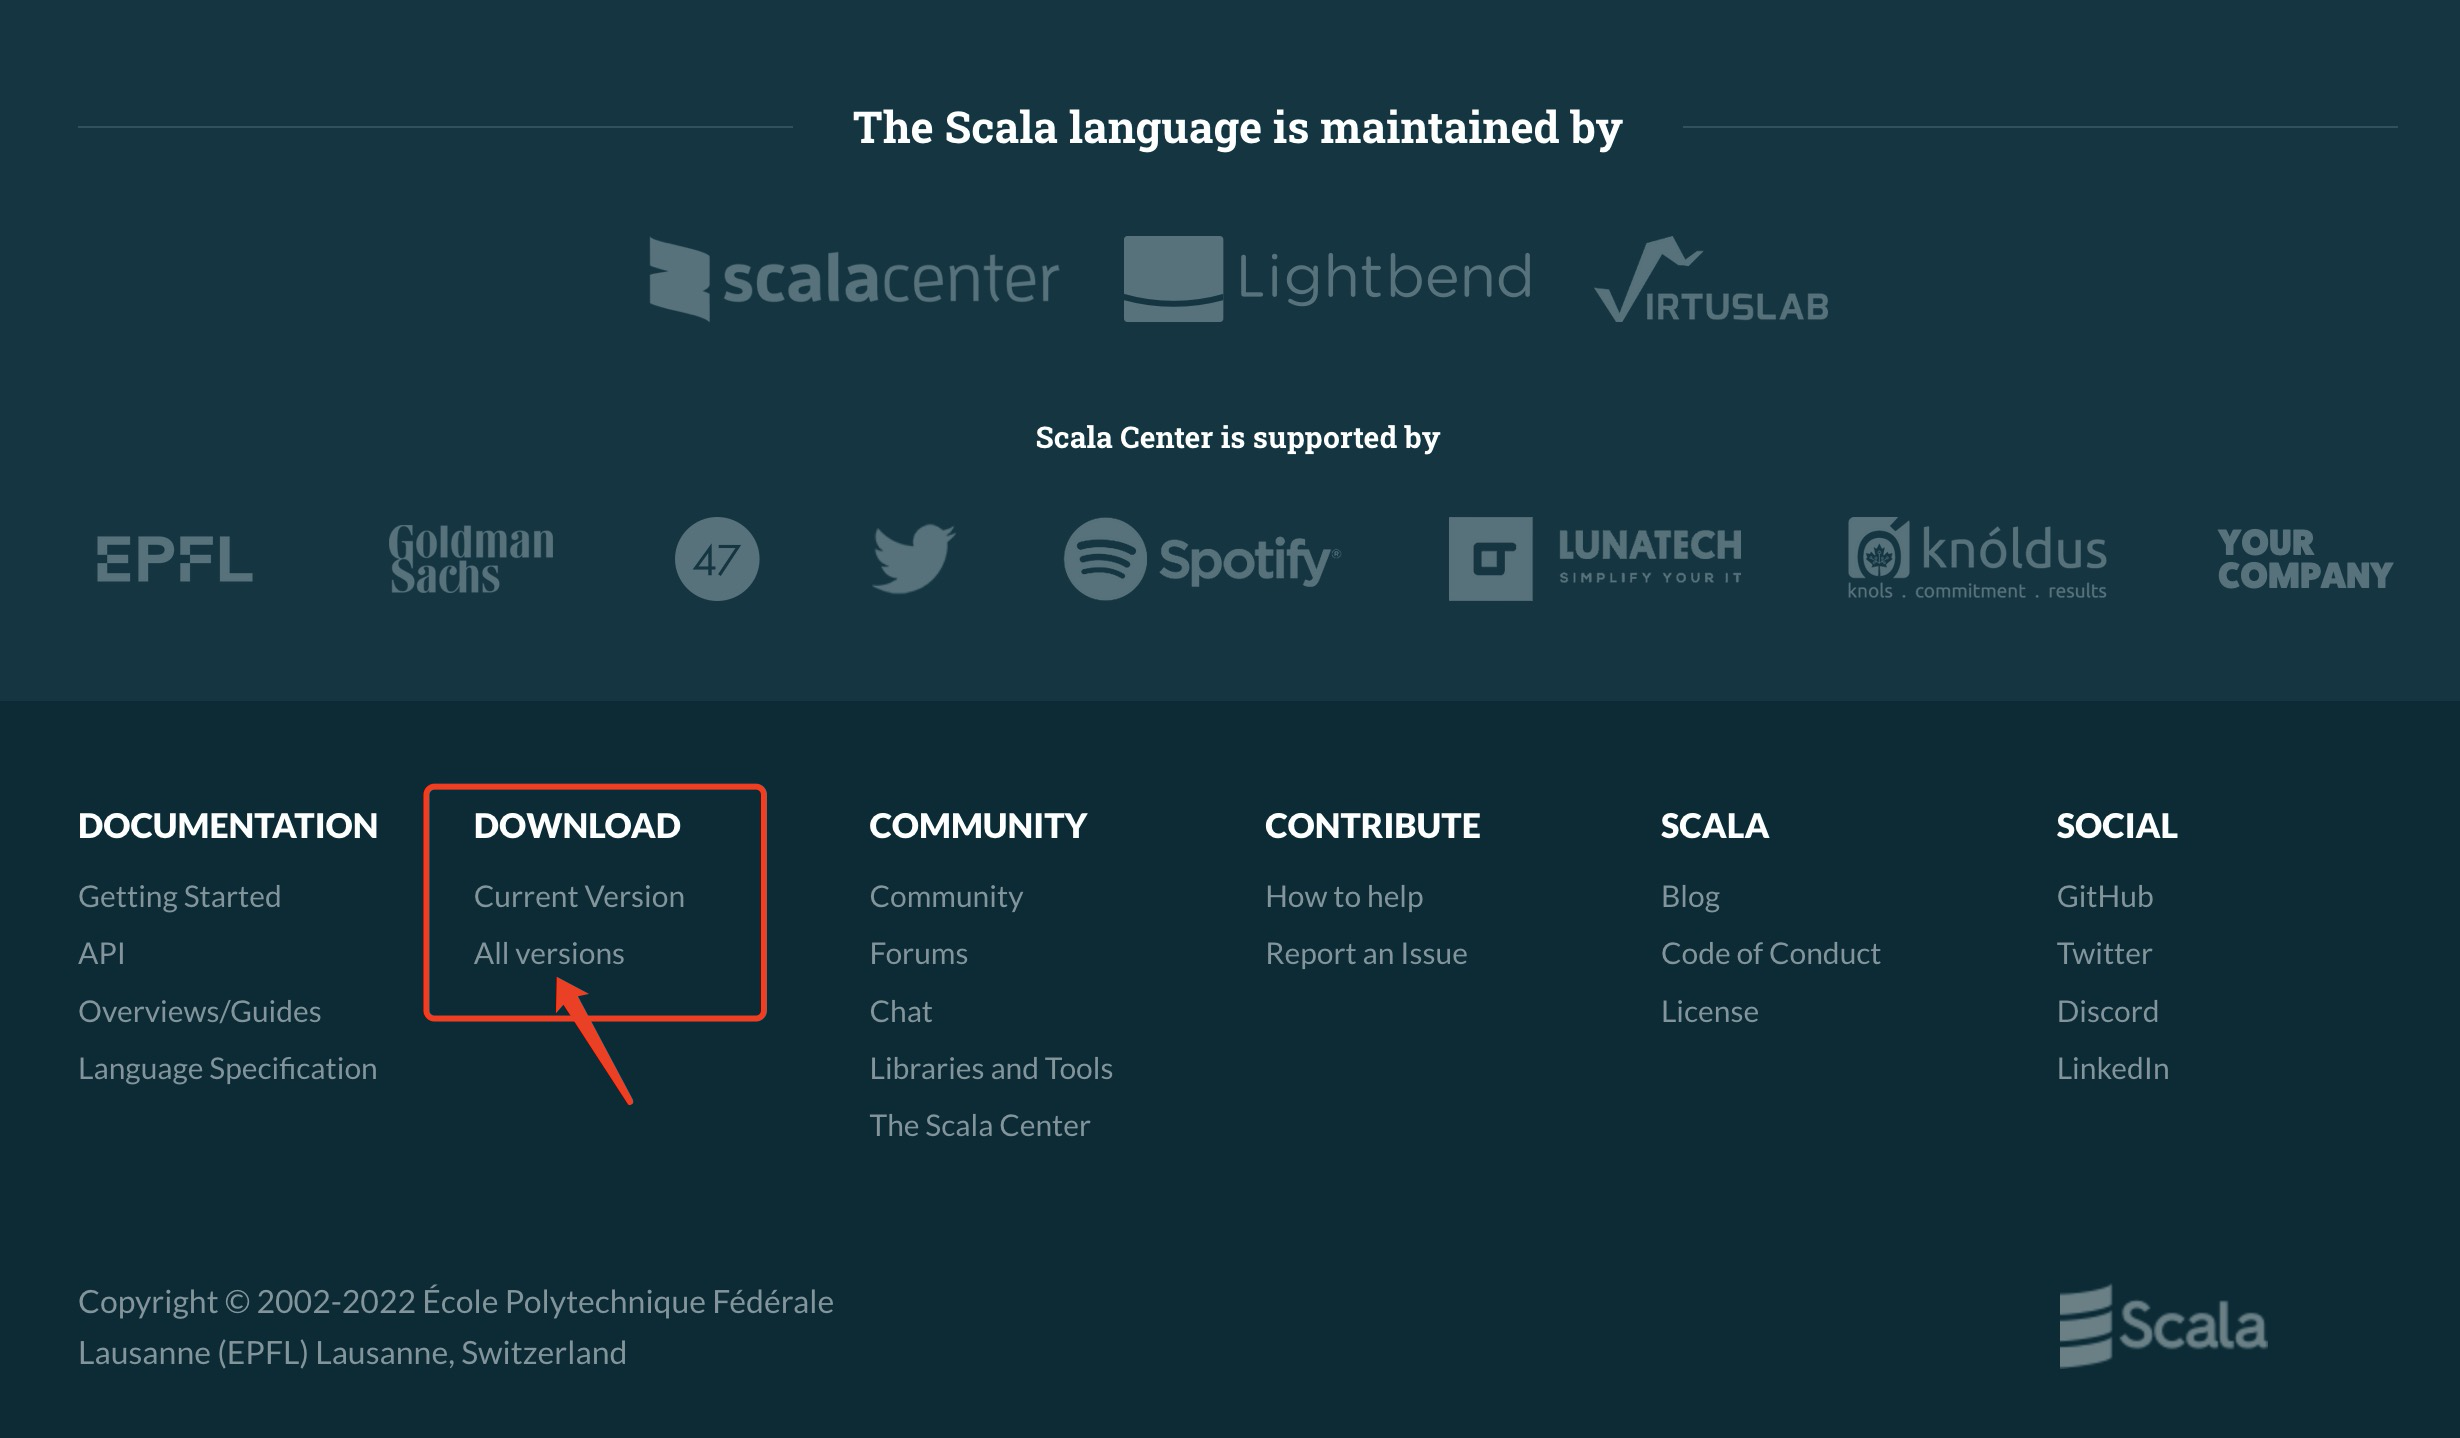 The Scala language is maintained by
scalacenter
Lightbend
VIRTUSLAB
Scala Center is supported by
EPFL
Goldman
Sachs
47
Spotify®
LUNATECH
SIMPLIFY YOUR IT
knóldus
knols . commitment . results
YOUR
COMPANY
DOCUMENTATION
Getting Started
API
Overviews/Guides
Language Specification
DOWNLOAD
Current Version
All versions
COMMUNITY
Community
Forums
Chat
Libraries and Tools
The Scala Center
CONTRIBUTE
How to help
Report an Issue
SCALA
Blog
Code of Conduct
License
SOCIAL
GitHub
Twitter
Discord
LinkedIn
Copyright © 2002-2022 École Polytechnique Fédérale
Lausanne (EPFL) Lausanne, Switzerland
Scala